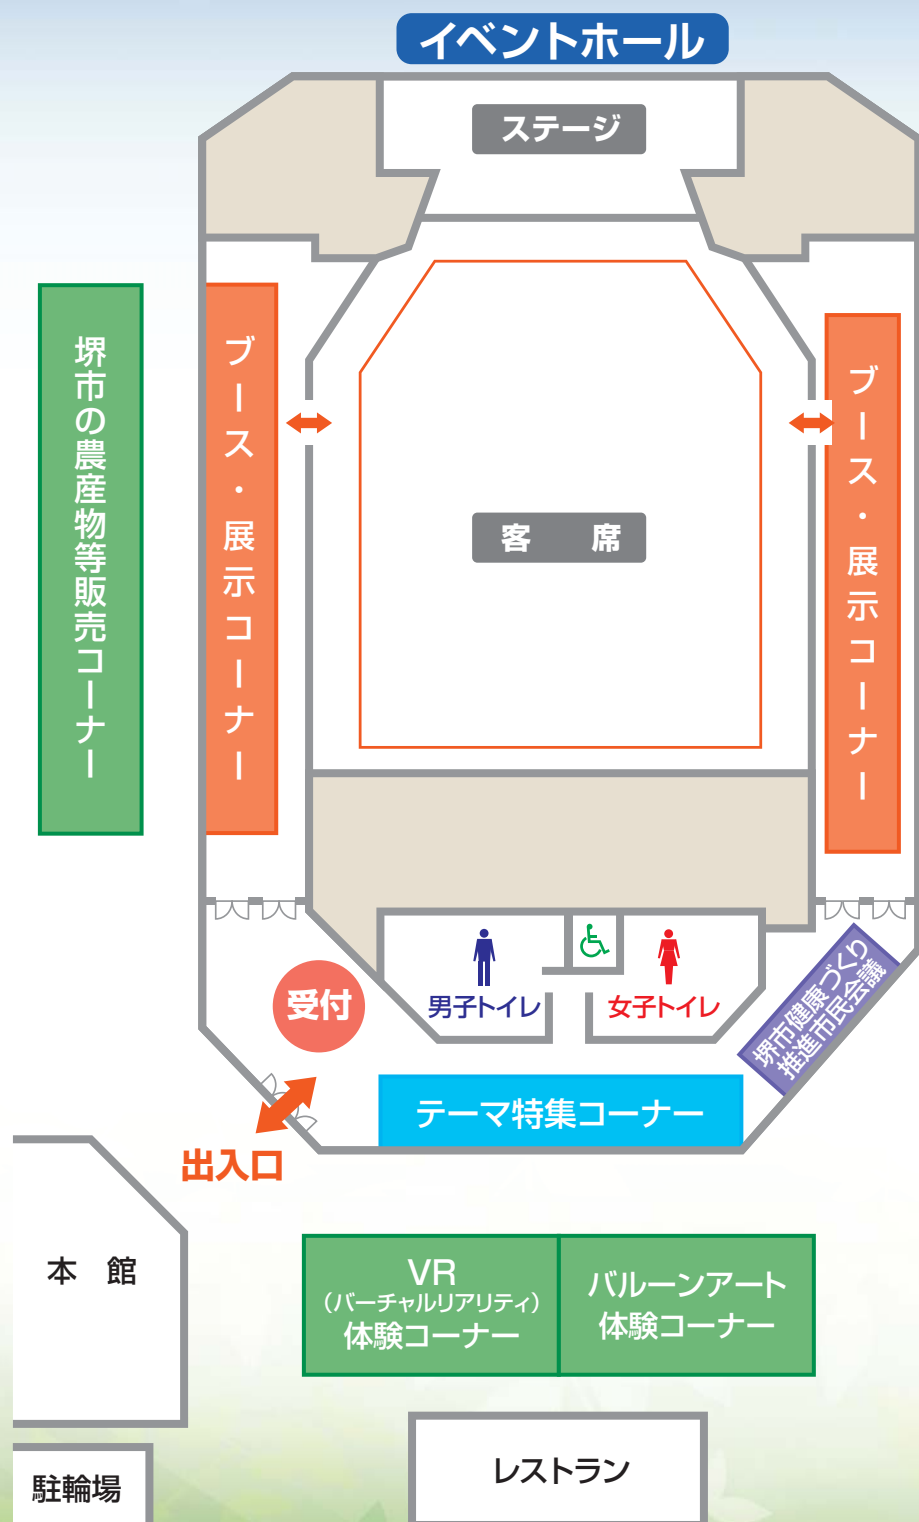 イベントホール
ステージ
堺市の農産物等販売コーナー
ブース・展示コーナー
ブース・展示コーナー
客　席
男子トイレ
女子トイレ
受付
堺市健康づくり
推進市民会議
テーマ特集コーナー
出入口
本　館
VR
（バーチャルリアリティ）
体験コーナー
バルーンアート
体験コーナー
レストラン
駐輪場